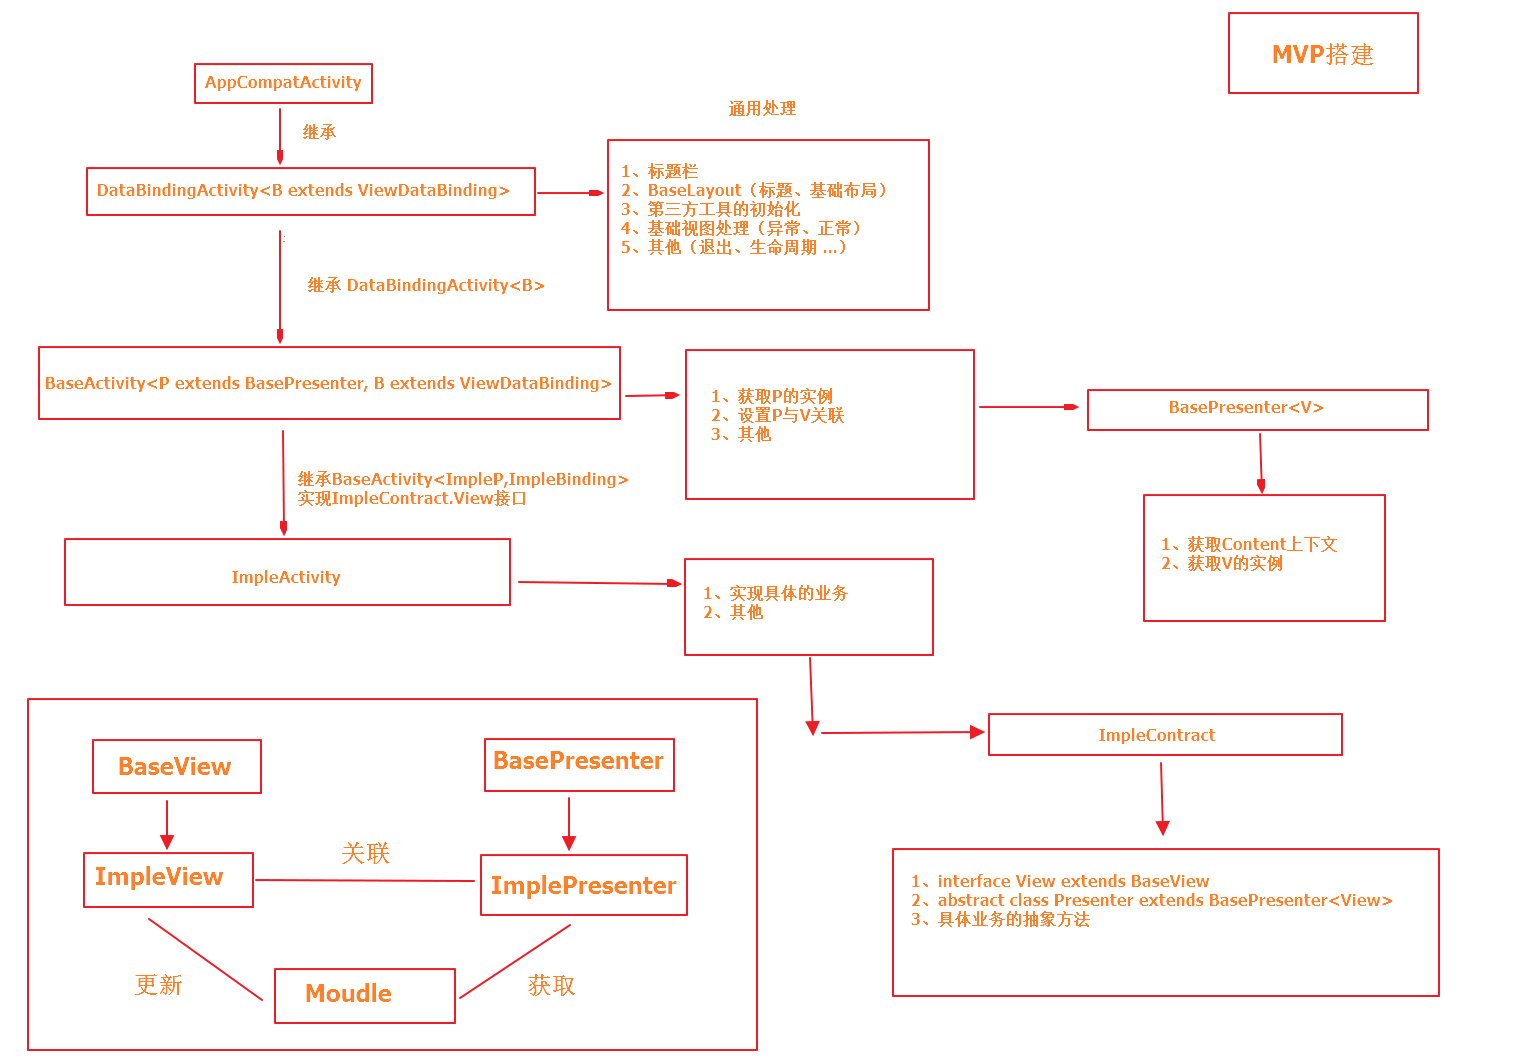 MVP搭建
AppCompatActivity
继承
通用处理
DataBindingActivity<B extends ViewDataBinding>
1、标题栏
2、BaseLayout（标题、基础布局）
3、第三方工具的初始化
4、基础视图处理（异常、正常）
5、其他（退出、生命周期 ...）
继承 DataBindingActivity<B>
BaseActivity<P extends BasePresenter, B extends ViewDataBinding>
1、获取P的实例
2、设置P与V关联
3、其他
BasePresenter<V>
1、获取Content上下文
2、获取V的实例
继承BaseActivity<ImpleP,ImpleBinding>
实现ImpleContract.View接口
ImpleActivity
1、实现具体的业务
2、其他
ImpleContract
1、interface View extends BaseView
2、abstract class Presenter extends BasePresenter<View>
3、具体业务的抽象方法
BaseView
BasePresenter
关联
ImpleView
ImplePresenter
更新
Moudle
获取